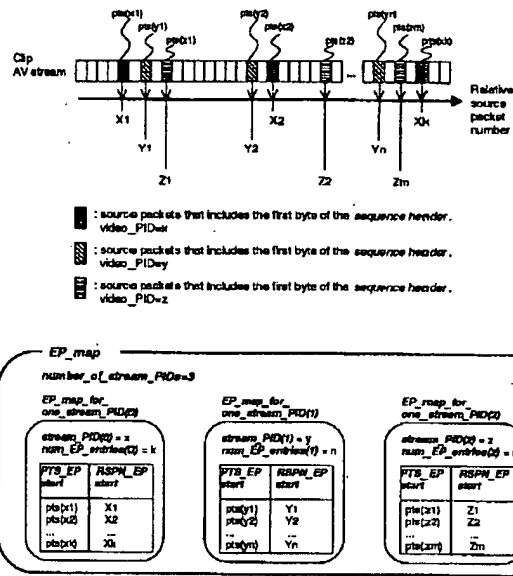 pts(x1) pts(y1) pts(z1) pts(y2) pts(x2) pts(z2) pts(yn) pts(zm) pts(xk)
Clip
AV stream
...
Relative
source
packet
number
X1 Y1 Z1 Y2 X2 Z2 Yn Zm Xk
: source packets that includes the first byte of the sequence header.
video_PID=x
: source packets that includes the first byte of the sequence header.
video_PID=y
: source packets that includes the first byte of the sequence header.
video_PID=z
EP_map
number_of_stream_PIDs=3
EP_map_for_
one_stream_PID(0)
stream_PID(0) = x
num_EP_entries(0) = k
PTS_EP start RSPN_EP start
pts(x1) X1
pts(x2) X2
... ...
pts(xk) Xk
EP_map_for_
one_stream_PID(1)
stream_PID(1) = y
num_EP_entries(1) = n
PTS_EP start RSPN_EP start
pts(y1) Y1
pts(y2) Y2
... ...
pts(yn) Yn
EP_map_for_
one_stream_PID(2)
stream_PID(2) = z
num_EP_entries(2) =
PTS_EP start RSPN_EP start
pts(z1) Z1
pts(z2) Z2
... ...
pts(zm) Zm